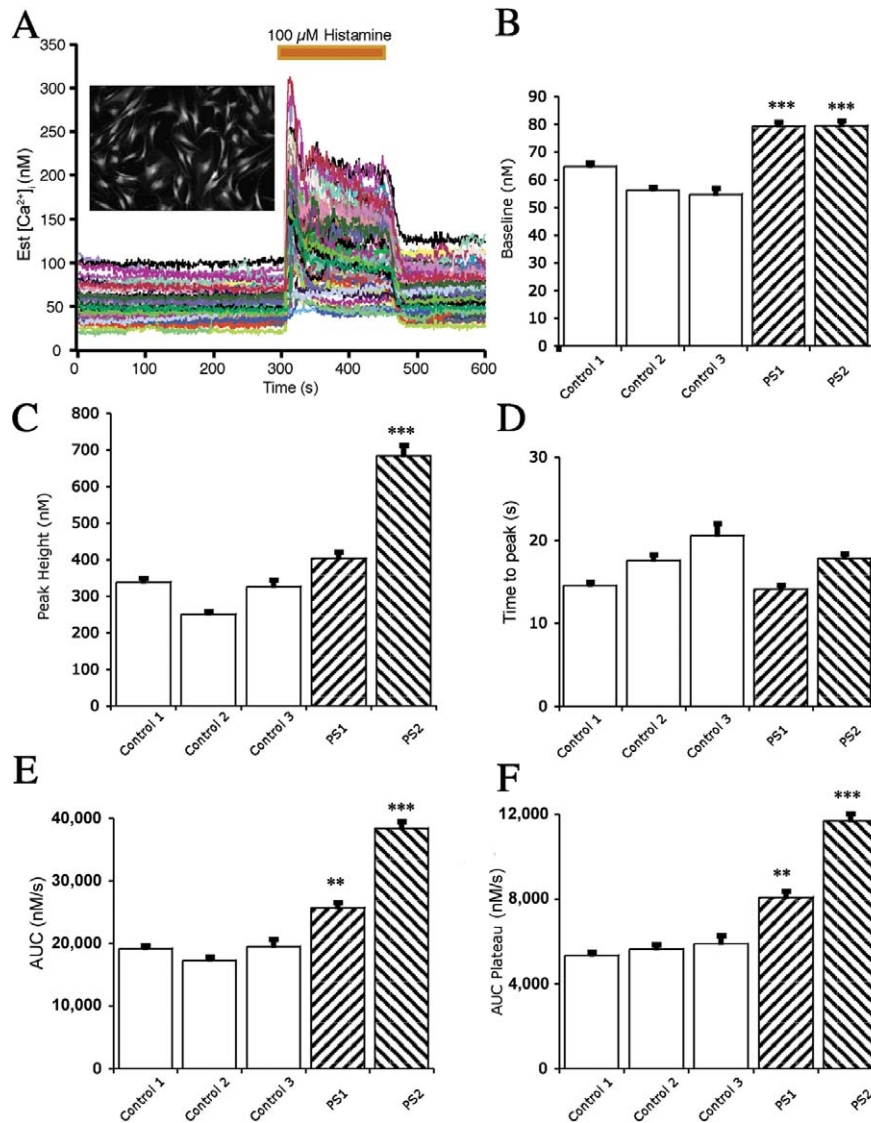 A
100 µM Histamine
350
300
250
200
150
100
50
0
Est [Ca²⁺]ᵢ (nM)
0 100 200 300 400 500 600
Time (s)
B
90
80
70
60
50
40
30
20
10
0
Baseline (nM)
*** ***
Control 1 Control 2 Control 3 PS1 PS2
C
800
700
600
500
400
300
200
100
0
Peak Height (nM)
***
Control 1 Control 2 Control 3 PS1 PS2
D
30
20
10
0
Time to peak (s)
Control 1 Control 2 Control 3 PS1 PS2
E
40,000
30,000
20,000
10,000
0
AUC (nM/s)
** ***
Control 1 Control 2 Control 3 PS1 PS2
F
12,000
8,000
4,000
0
AUC Plateau (nM/s)
** ***
Control 1 Control 2 Control 3 PS1 PS2